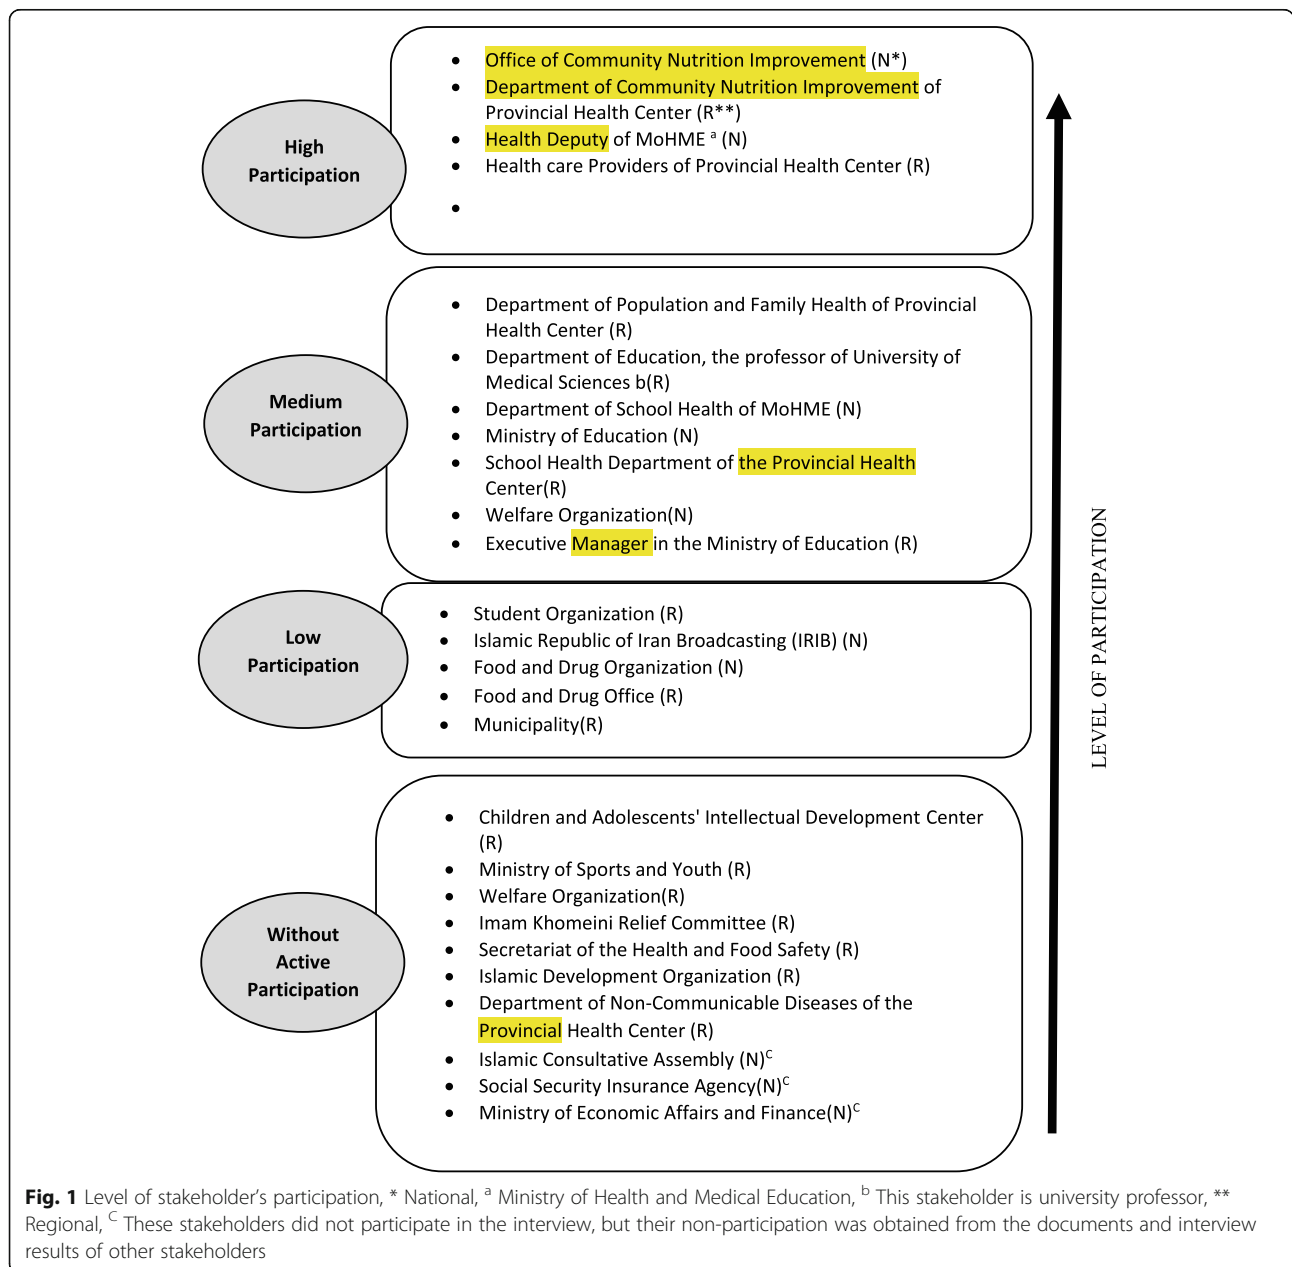 High
Participation
• Office of Community Nutrition Improvement (N*)
• Department of Community Nutrition Improvement of
Provincial Health Center (R**)
• Health Deputy of MoHME a (N)
• Health care Providers of Provincial Health Center (R)
•
Medium
Participation
• Department of Population and Family Health of Provincial
Health Center (R)
• Department of Education, the professor of University of
Medical Sciences b(R)
• Department of School Health of MoHME (N)
• Ministry of Education (N)
• School Health Department of the Provincial Health
Center(R)
• Welfare Organization(N)
• Executive Manager in the Ministry of Education (R)
Low
Participation
• Student Organization (R)
• Islamic Republic of Iran Broadcasting (IRIB) (N)
• Food and Drug Organization (N)
• Food and Drug Office (R)
• Municipality(R)
Without
Active
Participation
• Children and Adolescents' Intellectual Development Center
(R)
• Ministry of Sports and Youth (R)
• Welfare Organization(R)
• Imam Khomeini Relief Committee (R)
• Secretariat of the Health and Food Safety (R)
• Islamic Development Organization (R)
• Department of Non-Communicable Diseases of the
Provincial Health Center (R)
• Islamic Consultative Assembly (N)C
• Social Security Insurance Agency(N)C
• Ministry of Economic Affairs and Finance(N)C
LEVEL OF PARTICIPATION
Fig. 1 Level of stakeholder's participation, * National, a Ministry of Health and Medical Education, b This stakeholder is university professor, **
Regional, C These stakeholders did not participate in the interview, but their non-participation was obtained from the documents and interview
results of other stakeholders